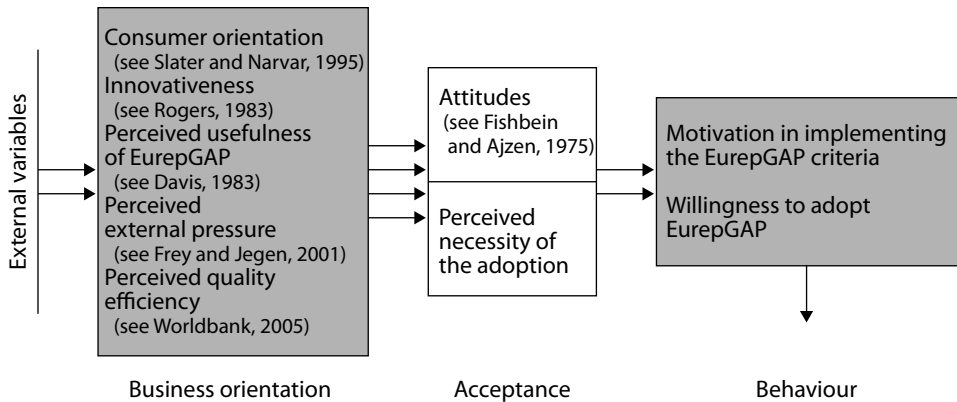 External variables
Consumer orientation
(see Slater and Narvar, 1995)
Innovativeness
(see Rogers, 1983)
Perceived usefulness
of EurepGAP
(see Davis, 1983)
Perceived
external pressure
(see Frey and Jegen, 2001)
Perceived quality
efficiency
(see Worldbank, 2005)
Attitudes
(see Fishbein
and Ajzen, 1975)
Perceived
necessity of
the adoption
Motivation in implementing
the EurepGAP criteria
Willingness to adopt
EurepGAP
Business orientation
Acceptance
Behaviour